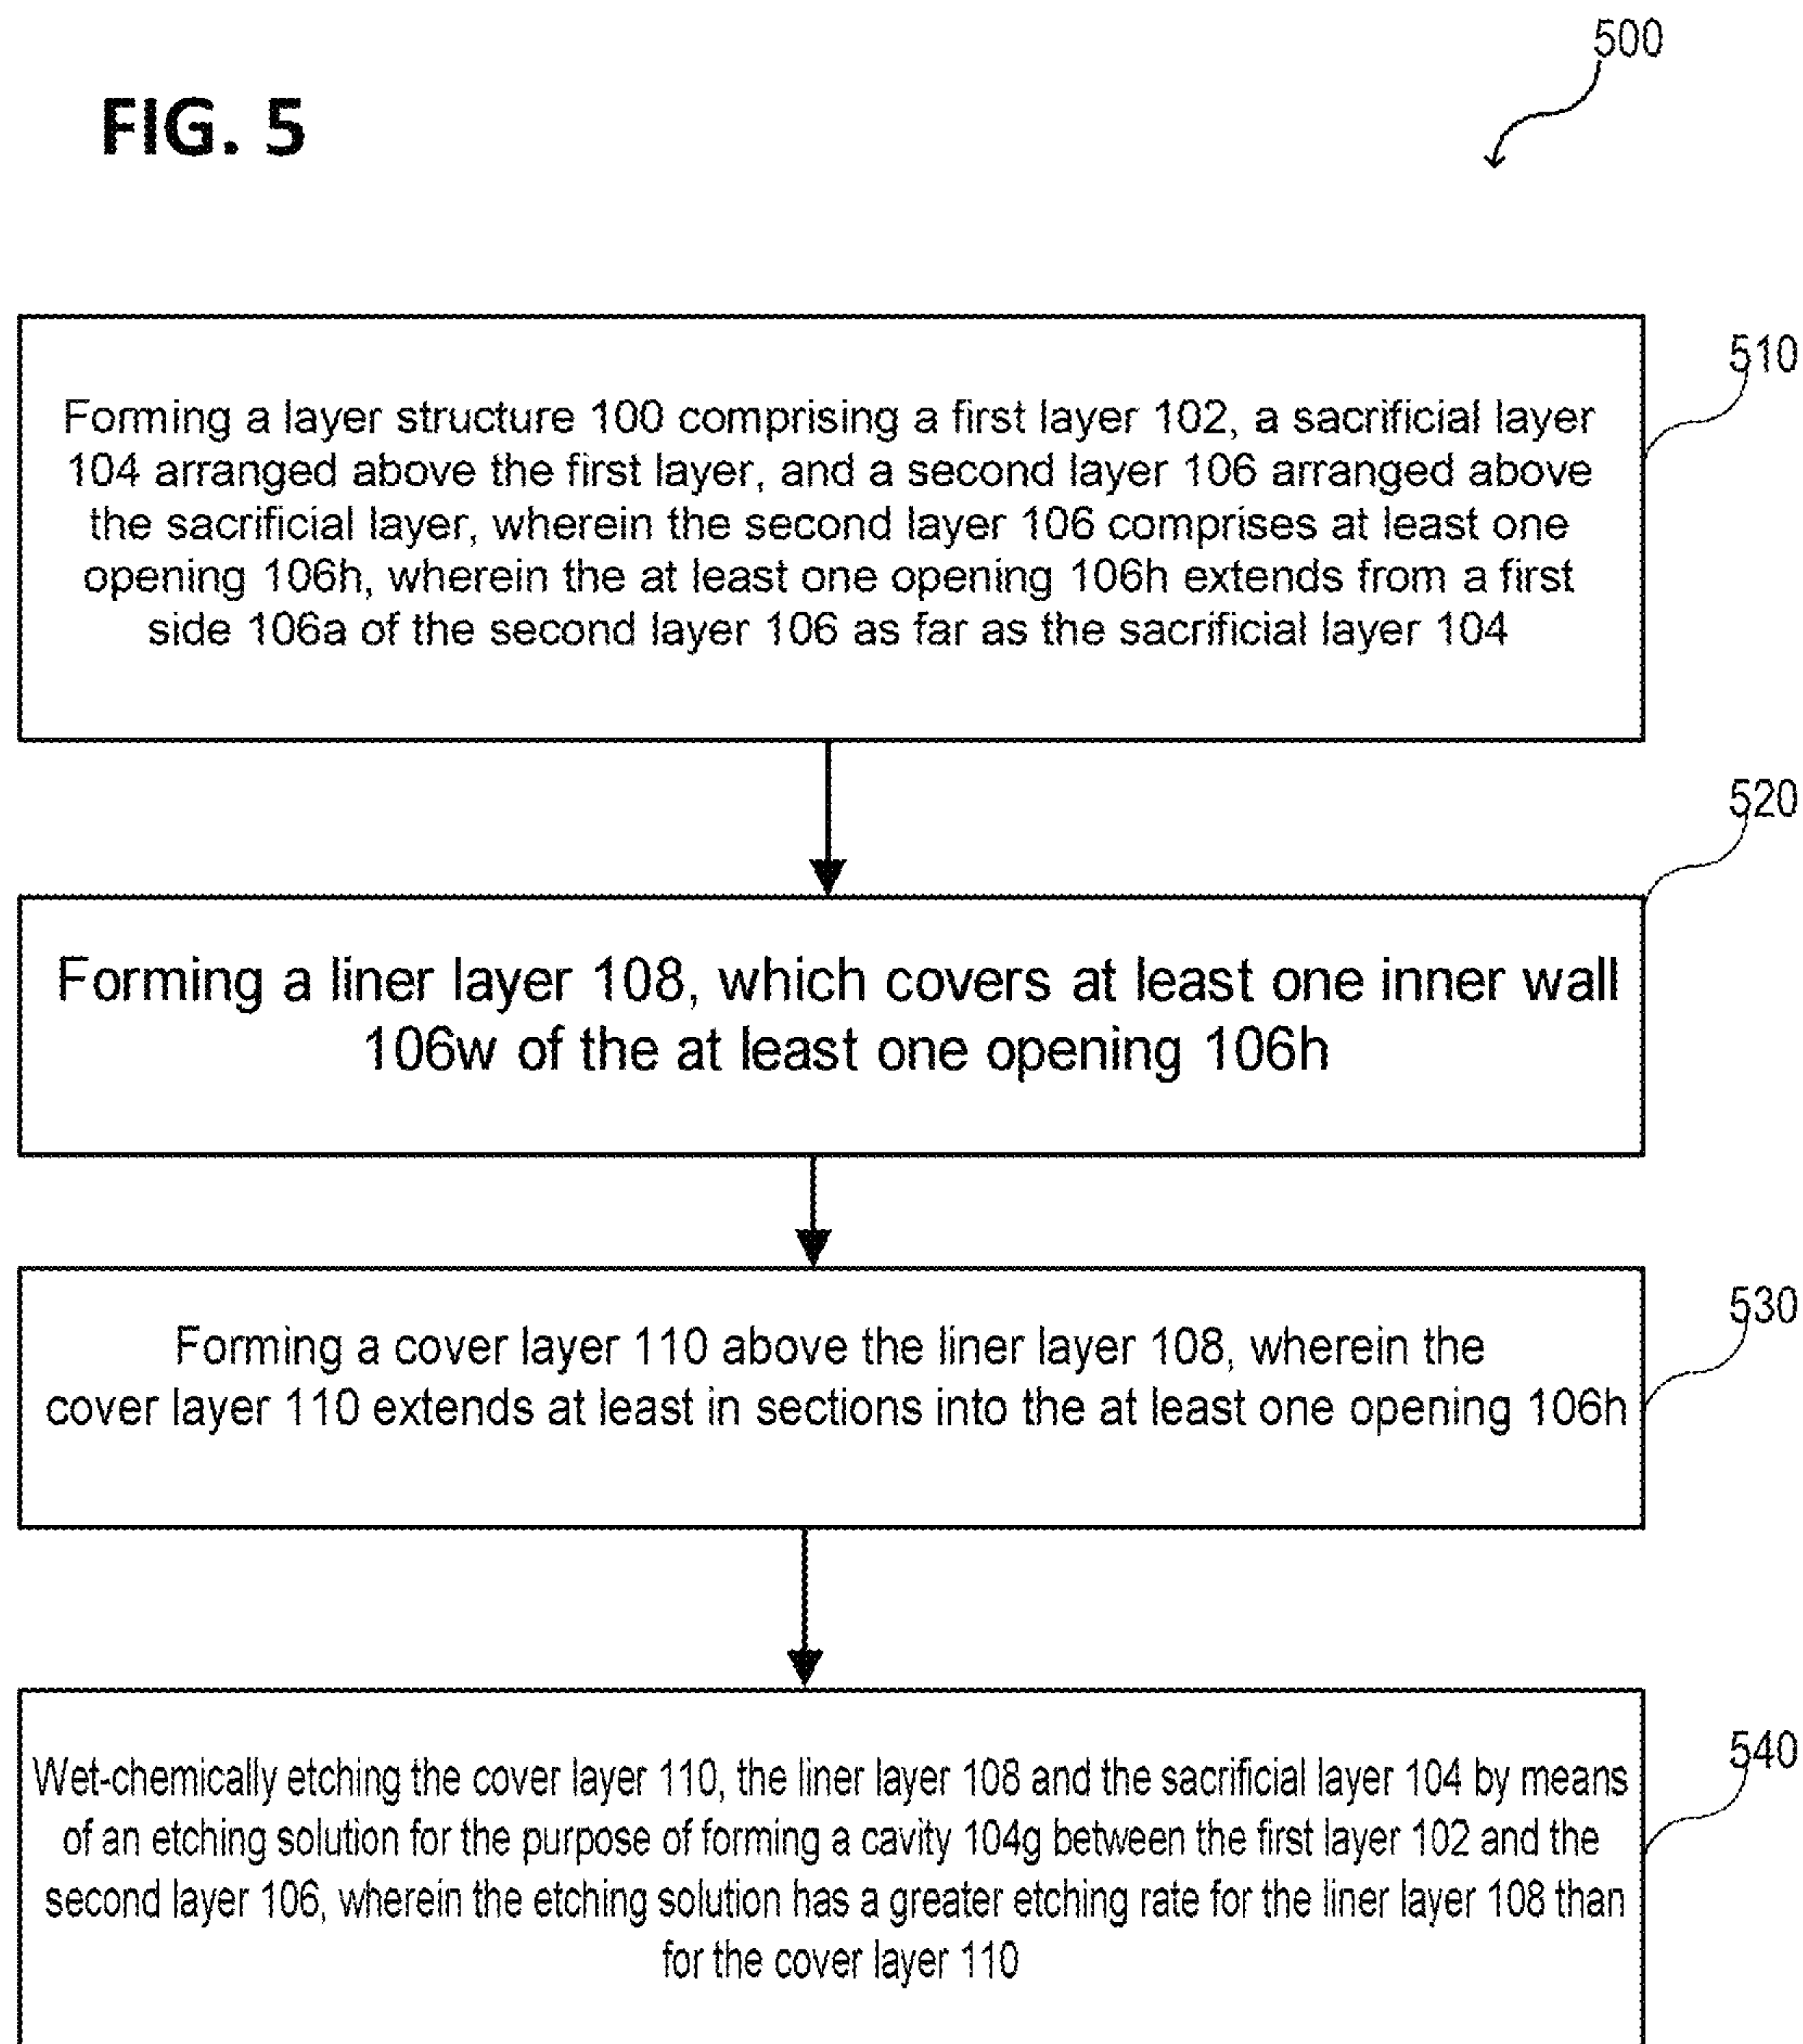 500
FIG. 5
510
Forming a layer structure 100 comprising a first layer 102, a sacrificial layer
104 arranged above the first layer, and a second layer 106 arranged above
the sacrificial layer, wherein the second layer 106 comprises at least one
opening 106h, wherein the at least one opening 106h extends from a first
side 106a of the second layer 106 as far as the sacrificial layer 104
520
Forming a liner layer 108, which covers at least one inner wall
106w of the at least one opening 106h
530
Forming a cover layer 110 above the liner layer 108, wherein the
cover layer 110 extends at least in sections into the at least one opening 106h
540
Wet-chemically etching the cover layer 110, the liner layer 108 and the sacrificial layer 104 by means
of an etching solution for the purpose of forming a cavity 104g between the first layer 102 and the
second layer 106, wherein the etching solution has a greater etching rate for the liner layer 108 than
for the cover layer 110